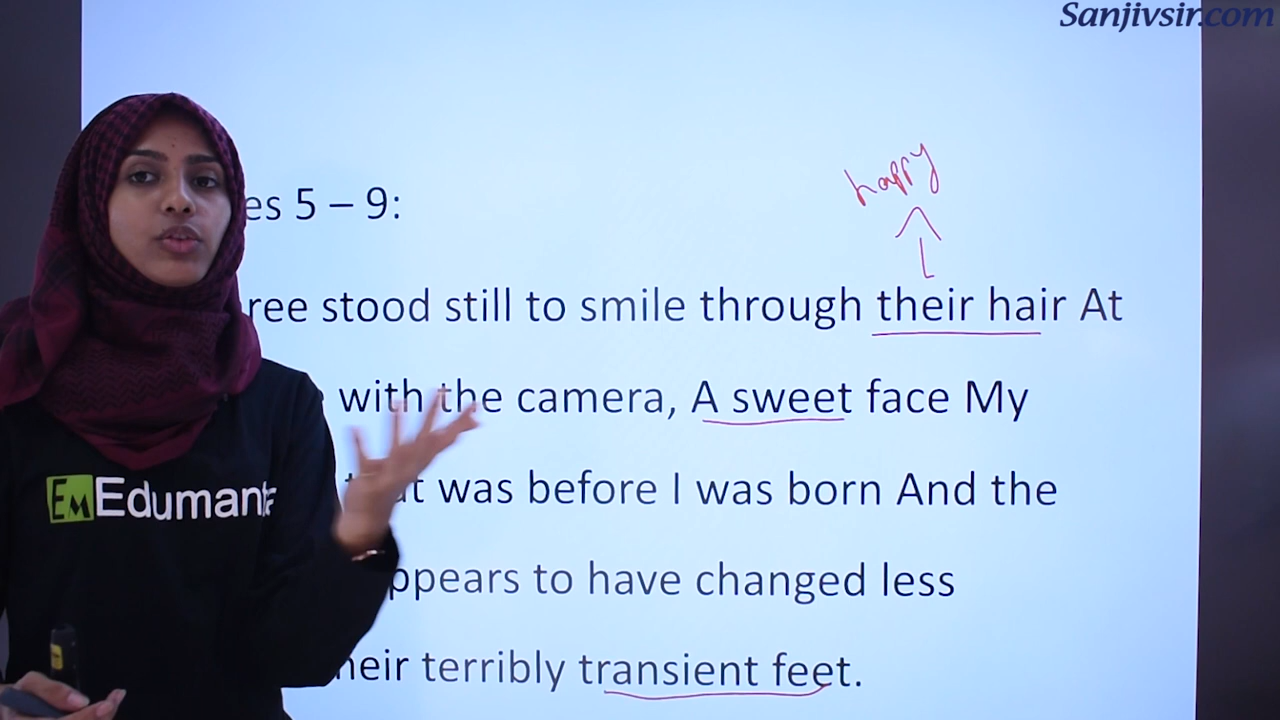 Sanjivsir.com
happy
es 5 – 9:
ree stood still to smile through their hair At
with the camera, A sweet face My
was before I was born And the
ppears to have changed less
heir terribly transient feet.
EM Edumant